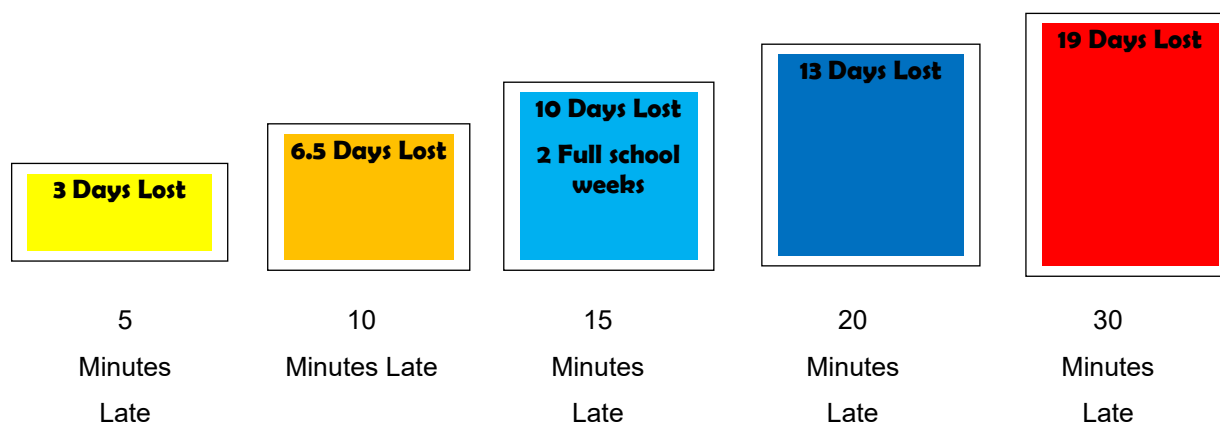 3 Days Lost
6.5 Days Lost
10 Days Lost
2 Full school
weeks
13 Days Lost
19 Days Lost
5
Minutes
Late
10
Minutes Late
15
Minutes
Late
20
Minutes
Late
30
Minutes
Late